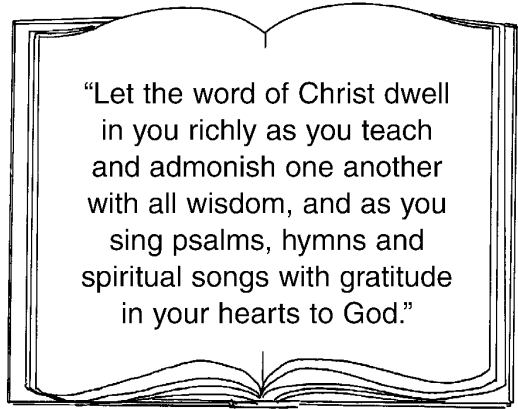 “Let the word of Christ dwell
in you richly as you teach
and admonish one another
with all wisdom, and as you
sing psalms, hymns and
spiritual songs with gratitude
in your hearts to God.”